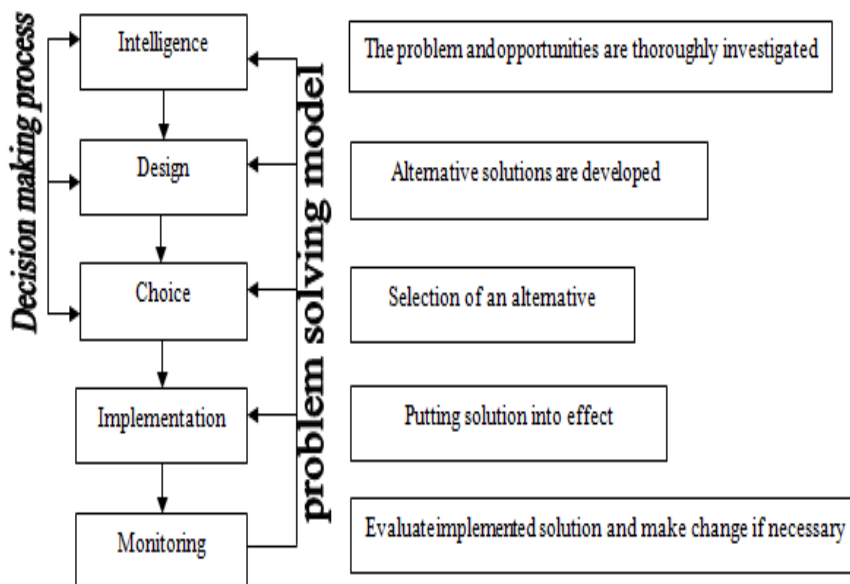 Decision making process
problem solving model
Intelligence
The problem and opportunities are thoroughly investigated
Design
Alternative solutions are developed
Choice
Selection of an alternative
Implementation
Putting solution into effect
Monitoring
Evaluate implemented solution and make change if necessary